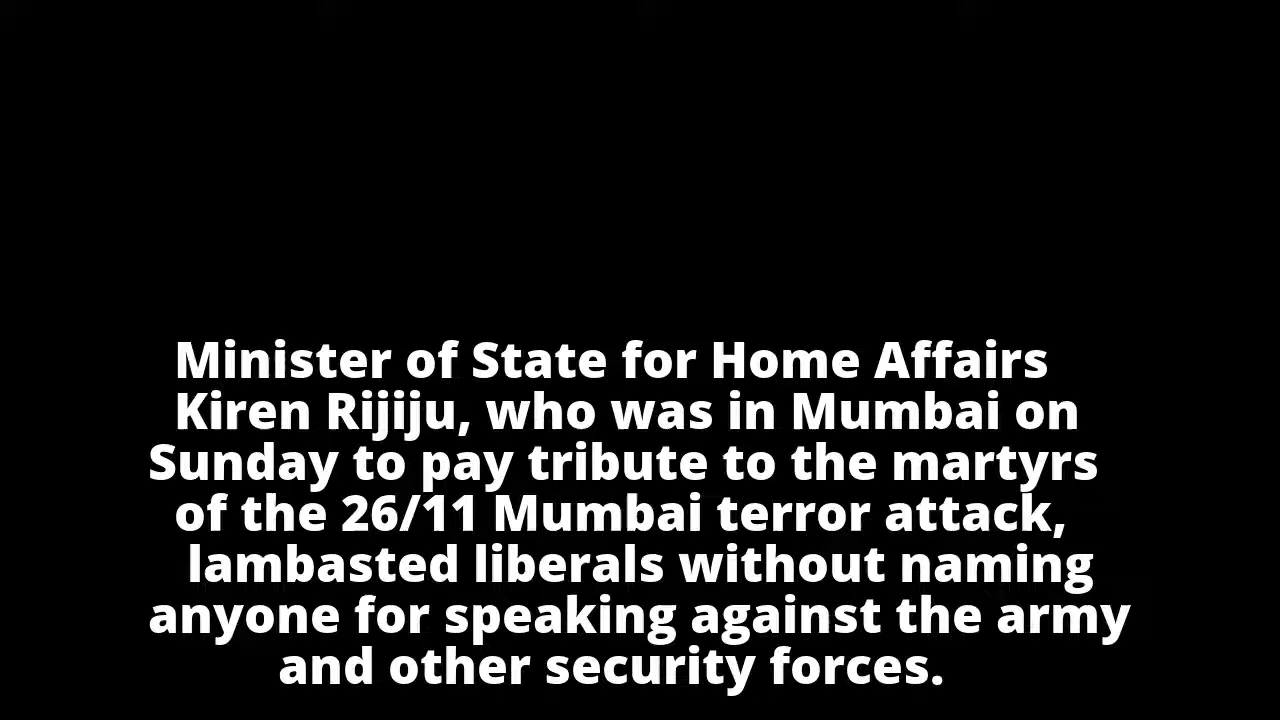 Minister of State for Home Affairs
Kiren Rijiju, who was in Mumbai on
Sunday to pay tribute to the martyrs
of the 26/11 Mumbai terror attack,
lambasted liberals without naming
anyone for speaking against the army
and other security forces.